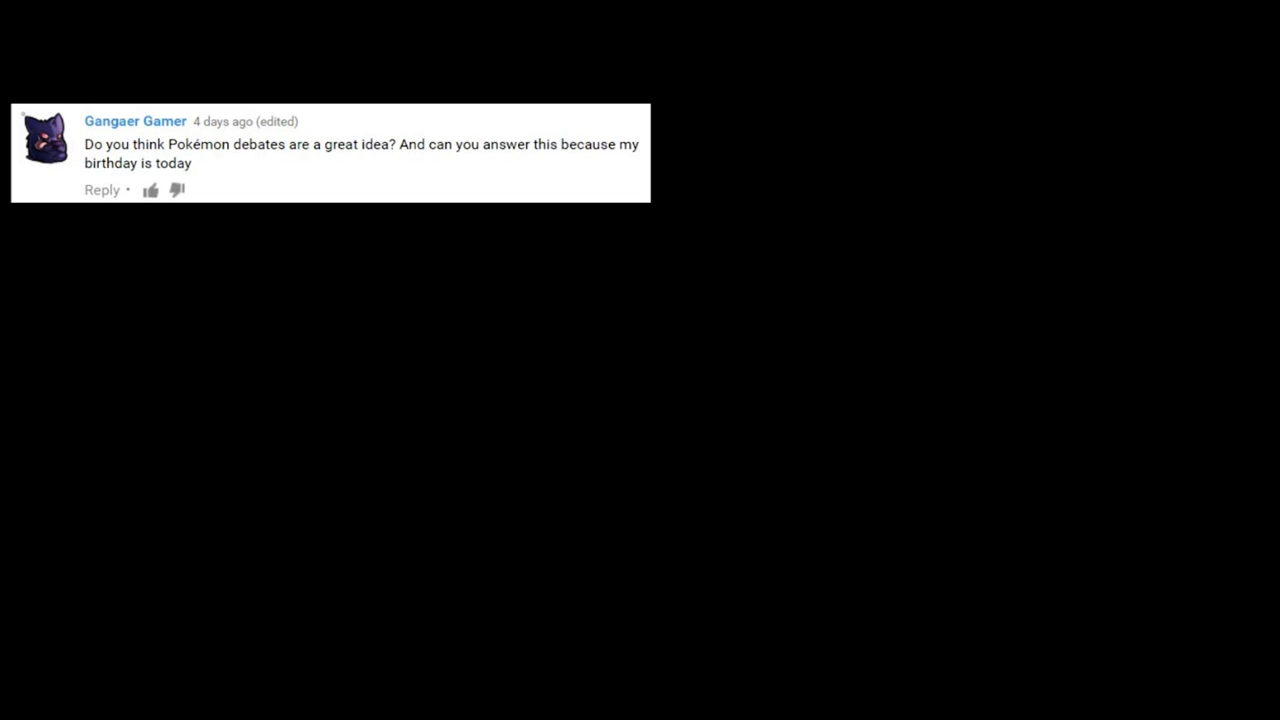 Gangaer Gamer 4 days ago (edited)
Do you think Pokémon debates are a great idea? And can you answer this because my
birthday is today
Reply •